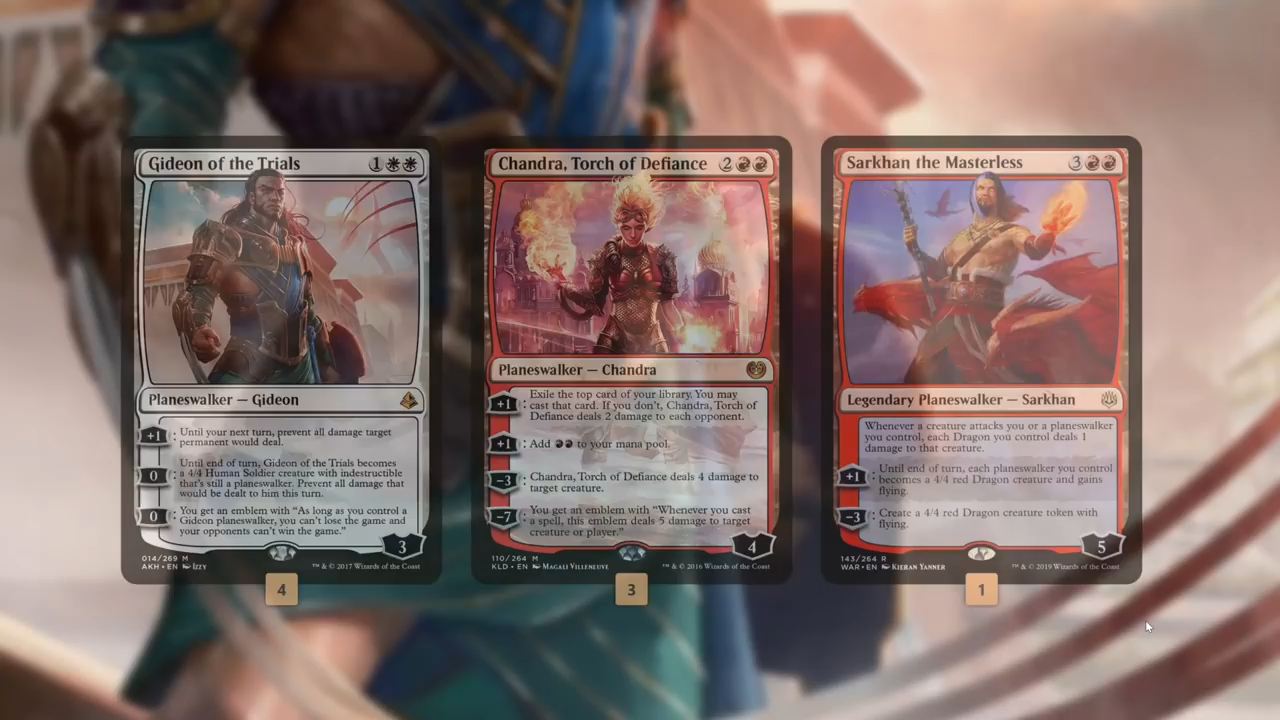 Gideon of the Trials 1
Planeswalker — Gideon
+1 : Until your next turn, prevent all damage target
permanent would deal.
0 : Until end of turn, Gideon of the Trials becomes
a 4/4 Human Soldier creature with indestructible
that's still a planeswalker. Prevent all damage that
would be dealt to him this turn.
0 : You get an emblem with “As long as you control a
Gideon planeswalker, you can't lose the game and
your opponents can't win the game.”
3
014/269 M
AKH • EN Izzy ™ & © 2017 Wizards of the Coast
4
Chandra, Torch of Defiance 2
Planeswalker — Chandra
+1 : Exile the top card of your library. You may
cast that card. If you don't, Chandra, Torch of
Defiance deals 2 damage to each opponent.
+1 : Add to your mana pool.
−3 : Chandra, Torch of Defiance deals 4 damage to
target creature.
−7 : You get an emblem with “Whenever you cast
a spell, this emblem deals 5 damage to target
creature or player.”
4
110/264 M
KLD • EN Magali Villeneuve ™ & © 2016 Wizards of the Coast
3
Sarkhan the Masterless 3
Legendary Planeswalker — Sarkhan
Whenever a creature attacks you or a planeswalker
you control, each Dragon you control deals 1
damage to that creature.
+1 : Until end of turn, each planeswalker you control
becomes a 4/4 red Dragon creature and gains
flying.
−3 : Create a 4/4 red Dragon creature token with
flying.
5
143/264 R
WAR • EN Kieran Yanner ™ & © 2019 Wizards of the Coast
1